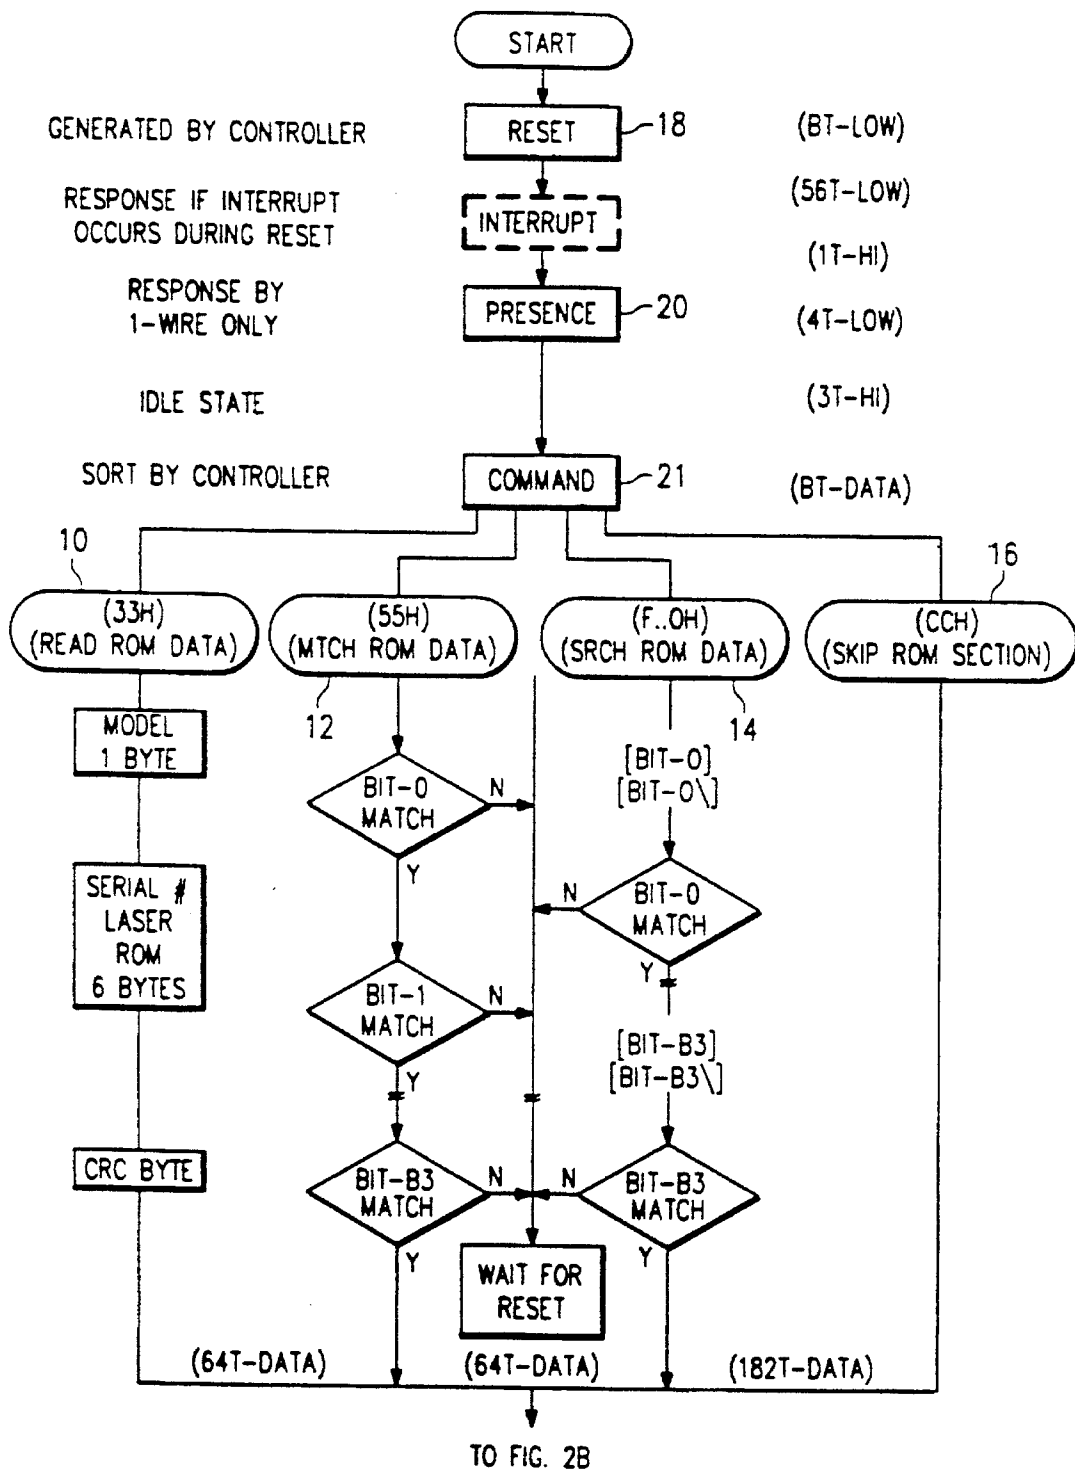 START
GENERATED BY CONTROLLER
RESET
18
(BT-LOW)
RESPONSE IF INTERRUPT
OCCURS DURING RESET
INTERRUPT
(56T-LOW)
(1T-HI)
RESPONSE BY
1-WIRE ONLY
PRESENCE
20
(4T-LOW)
IDLE STATE
(3T-HI)
SORT BY CONTROLLER
COMMAND
21
(BT-DATA)
10
16
(33H)
(READ ROM DATA)
(55H)
(MTCH ROM DATA)
(F..OH)
(SRCH ROM DATA)
(CCH)
(SKIP ROM SECTION)
12
14
MODEL
1 BYTE
BIT-0
MATCH
N
Y
[BIT-0]
[BIT-0\]
SERIAL #
LASER
ROM
6 BYTES
BIT-0
MATCH
N
Y
BIT-1
MATCH
N
Y
[BIT-B3]
[BIT-B3\]
CRC BYTE
BIT-B3
MATCH
N
Y
BIT-B3
MATCH
N
Y
WAIT FOR
RESET
(64T-DATA)
(64T-DATA)
(182T-DATA)
TO FIG. 2B